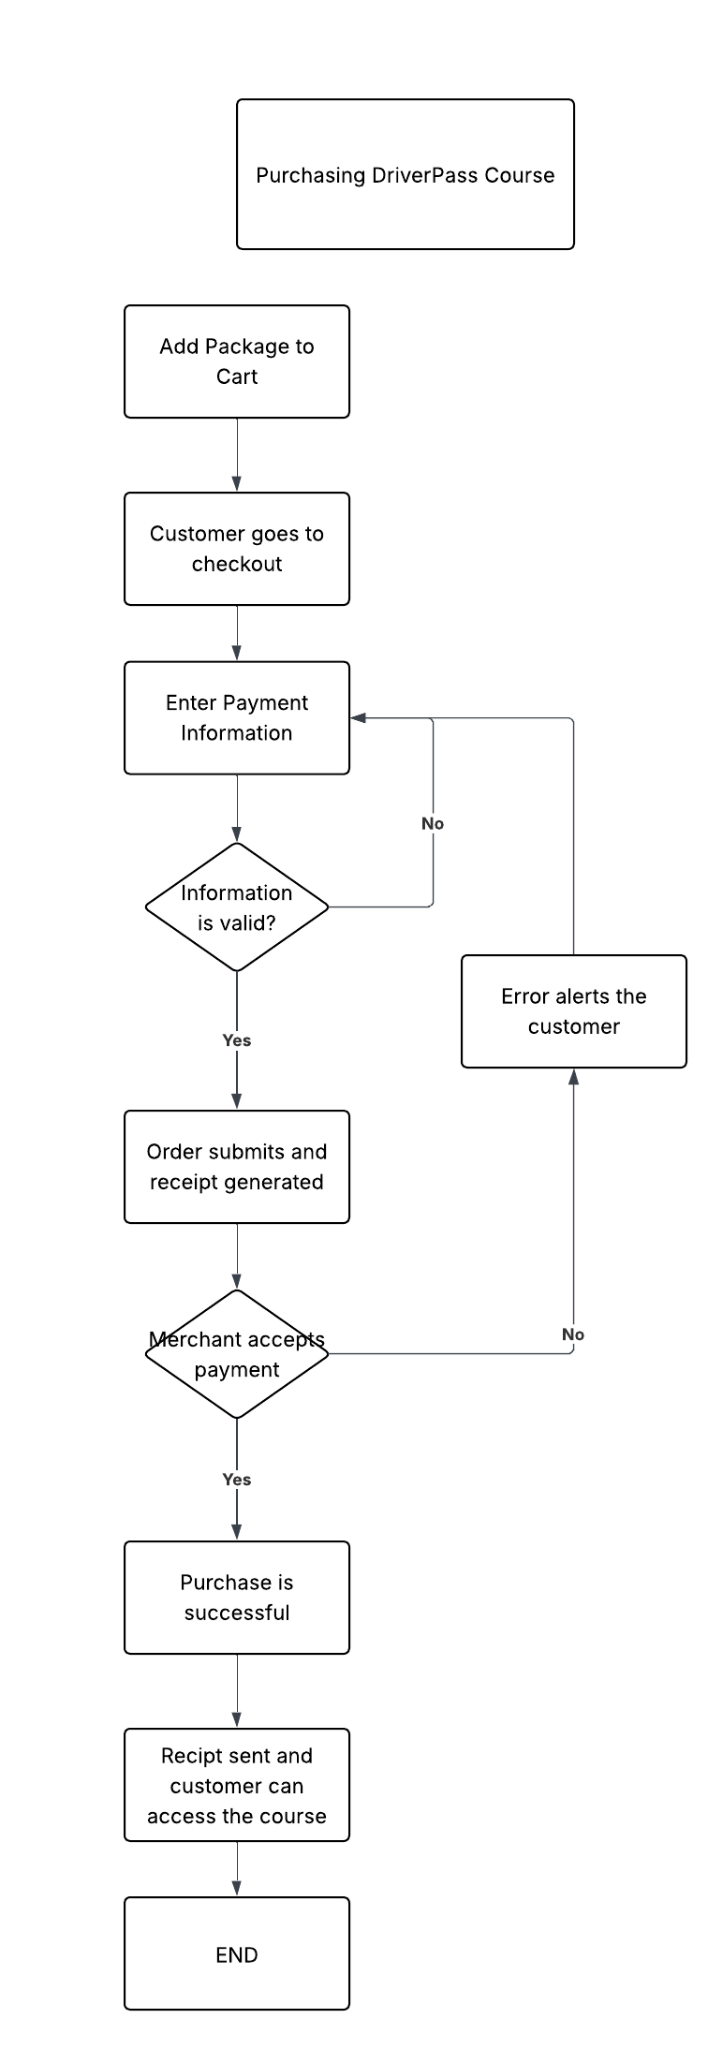 Purchasing DriverPass Course
Add Package to
Cart
Customer goes to
checkout
Enter Payment
Information
No
Information
is valid?
Yes
Error alerts the
customer
Order submits and
receipt generated
Merchant accepts
payment
No
Yes
Purchase is
successful
Recipt sent and
customer can
access the course
END